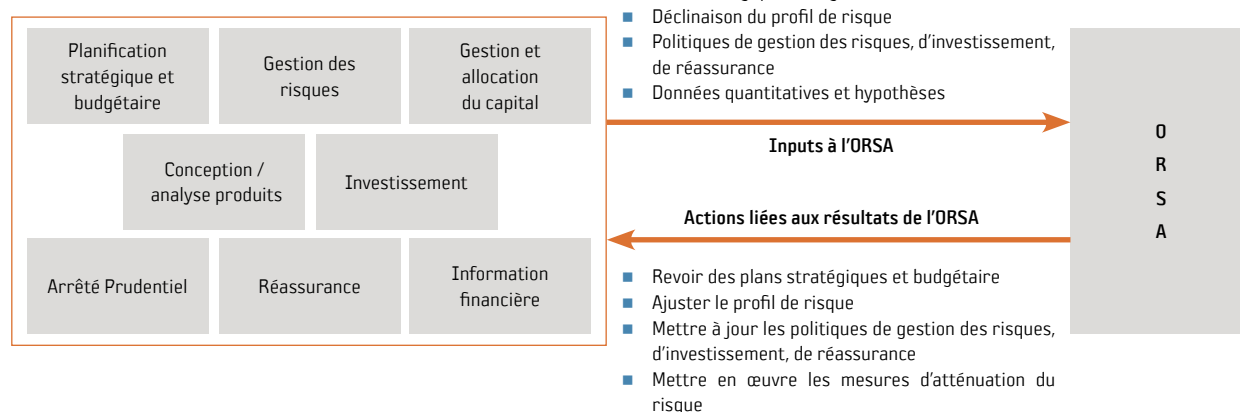 Déclinaison du profil de risque
Politiques de gestion des risques, d'investissement,
de réassurance
Données quantitatives et hypothèses
Planification
stratégique et
budgétaire
Gestion des
risques
Gestion et
allocation
du capital
Conception /
analyse produits
Investissement
Arrêté Prudentiel
Réassurance
Information
financière
Inputs à l'ORSA
Actions liées aux résultats de l'ORSA
O
R
S
A
Revoir des plans stratégiques et budgétaire
Ajuster le profil de risque
Mettre à jour les politiques de gestion des risques,
d'investissement, de réassurance
Mettre en œuvre les mesures d'atténuation du
risque